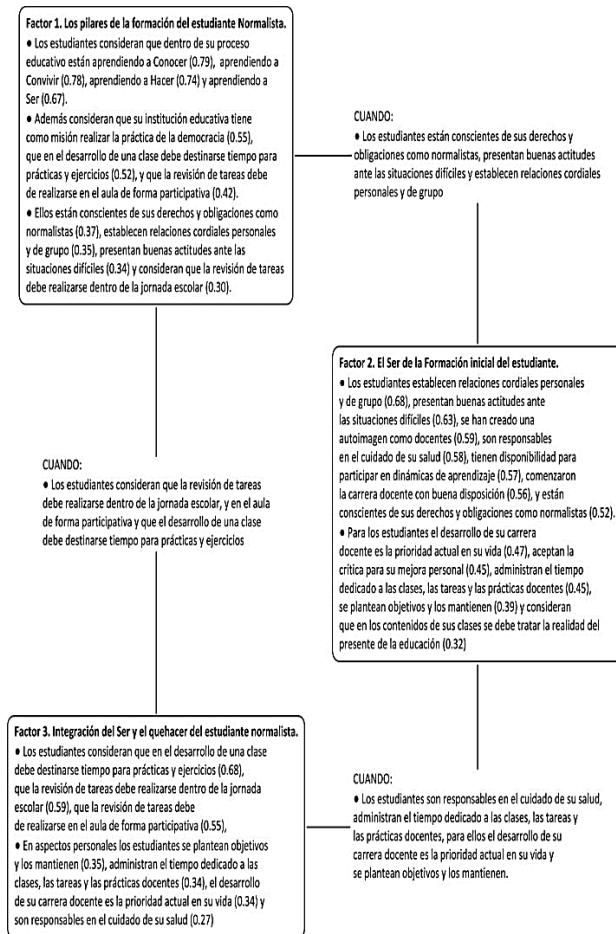 Factor 1. Los pilares de la formación del estudiante Normalista.
● Los estudiantes consideran que dentro de su proceso
educativo están aprendiendo a Conocer (0.79), aprendiendo a
Convivir (0.78), aprendiendo a Hacer (0.74) y aprendiendo a
Ser (0.67).
● Además consideran que su institución educativa tiene
como misión realizar la práctica de la democracia (0.55),
que en el desarrollo de una clase debe destinarse tiempo para
prácticas y ejercicios (0.52), y que la revisión de tareas debe
de realizarse en el aula de forma participativa (0.42).
● Ellos están conscientes de sus derechos y obligaciones como
normalistas (0.37), establecen relaciones cordiales personales
y de grupo (0.35), presentan buenas actitudes ante las
situaciones difíciles (0.34) y consideran que la revisión de tareas
debe realizarse dentro de la jornada escolar (0.30).
CUANDO:
● Los estudiantes están conscientes de sus derechos y
obligaciones como normalistas, presentan buenas actitudes
ante las situaciones difíciles y establecen relaciones cordiales
personales y de grupo
Factor 2. El Ser de la Formación inicial del estudiante.
● Los estudiantes establecen relaciones cordiales personales
y de grupo (0.68), presentan buenas actitudes ante
las situaciones difíciles (0.63), se han creado una
autoimagen como docentes (0.59), son responsables
en el cuidado de su salud (0.58), tienen disponibilidad para
participar en dinámicas de aprendizaje (0.57), comenzaron
la carrera docente con buena disposición (0.56), y están
conscientes de sus derechos y obligaciones como normalistas (0.52).
● Para los estudiantes el desarrollo de su carrera
docente es la prioridad actual en su vida (0.47), aceptan la
crítica para su mejora personal (0.45), administran el tiempo
dedicado a las clases, las tareas y las prácticas docentes (0.45),
se plantean objetivos y los mantienen (0.39) y consideran
que en los contenidos de sus clases se debe tratar la realidad del
presente de la educación (0.32)
CUANDO:
● Los estudiantes consideran que la revisión de tareas
debe realizarse dentro de la jornada escolar, y en el aula
de forma participativa y que el desarrollo de una clase
debe destinarse tiempo para prácticas y ejercicios
Factor 3. Integración del Ser y el quehacer del estudiante normalista.
● Los estudiantes consideran que en el desarrollo de una clase
debe destinarse tiempo para prácticas y ejercicios (0.68),
que la revisión de tareas debe realizarse dentro de la jornada
escolar (0.59), que la revisión de tareas debe
de realizarse en el aula de forma participativa (0.55),
● En aspectos personales los estudiantes se plantean objetivos
y los mantienen (0.35), administran el tiempo dedicado a las
clases, las tareas y las prácticas docentes (0.34), el desarrollo
de su carrera docente es la prioridad actual en su vida (0.34) y
son responsables en el cuidado de su salud (0.27)
CUANDO:
● Los estudiantes son responsables en el cuidado de su salud,
administran el tiempo dedicado a las clases, las tareas y
las prácticas docentes, para ellos el desarrollo de su
carrera docente es la prioridad actual en su vida y
se plantean objetivos y los mantienen.